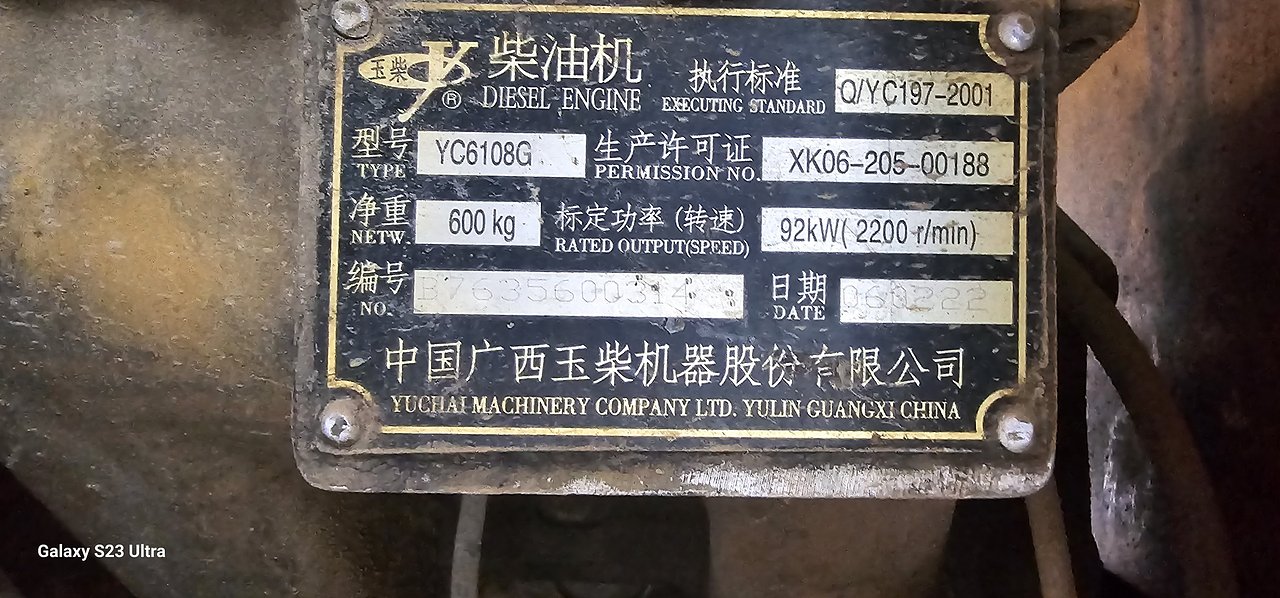 玉柴 ® 柴油机 执行标准 Q/YC197-2001
DIESEL ENGINE EXECUTING STANDARD
型号 YC6108G 生产许可证 XK06-205-00188
TYPE PERMISSION NO.
净重 600 kg 标定功率(转速) 92kW( 2200 r/min)
NETW. RATED OUTPUT(SPEED)
编号 日期 060222
NO. DATE
中国广西玉柴机器股份有限公司
YUCHAI MACHINERY COMPANY LTD. YULIN GUANGXI CHINA
Galaxy S23 Ultra